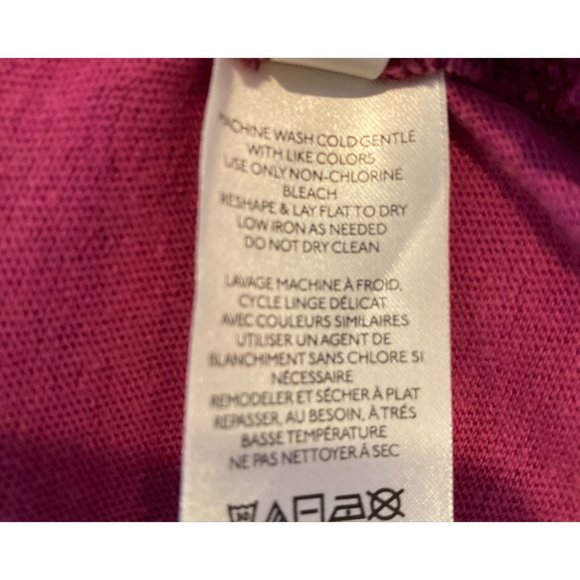 MACHINE WASH COLD GENTLE
WITH LIKE COLORS
USE ONLY NON-CHLORINE
BLEACH
RESHAPE & LAY FLAT TO DRY
LOW IRON AS NEEDED
DO NOT DRY CLEAN
LAVAGE MACHINE À FROID,
CYCLE LINGE DÉLICAT
AVEC COULEURS SIMILAIRES
UTILISER UN AGENT DE
BLANCHIMENT SANS CHLORE SI
NÉCESSAIRE
REMODELER ET SÉCHER À PLAT
REPASSER, AU BESOIN, À TRÉS
BASSE TEMPÉRATURE
NE PAS NETTOYER À SEC